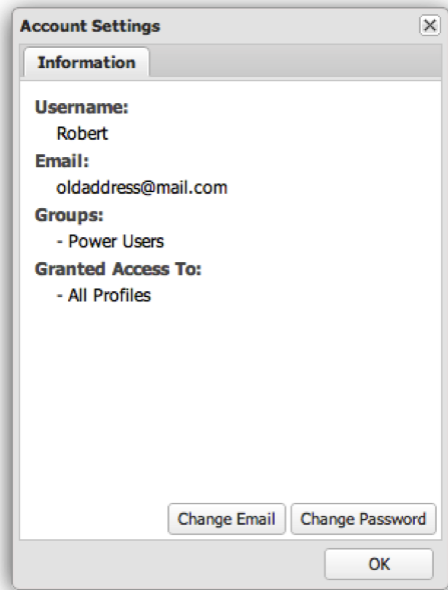 Account Settings
Information
Username:
Robert
Email:
oldaddress@mail.com
Groups:
- Power Users
Granted Access To:
- All Profiles
Change Email Change Password
OK